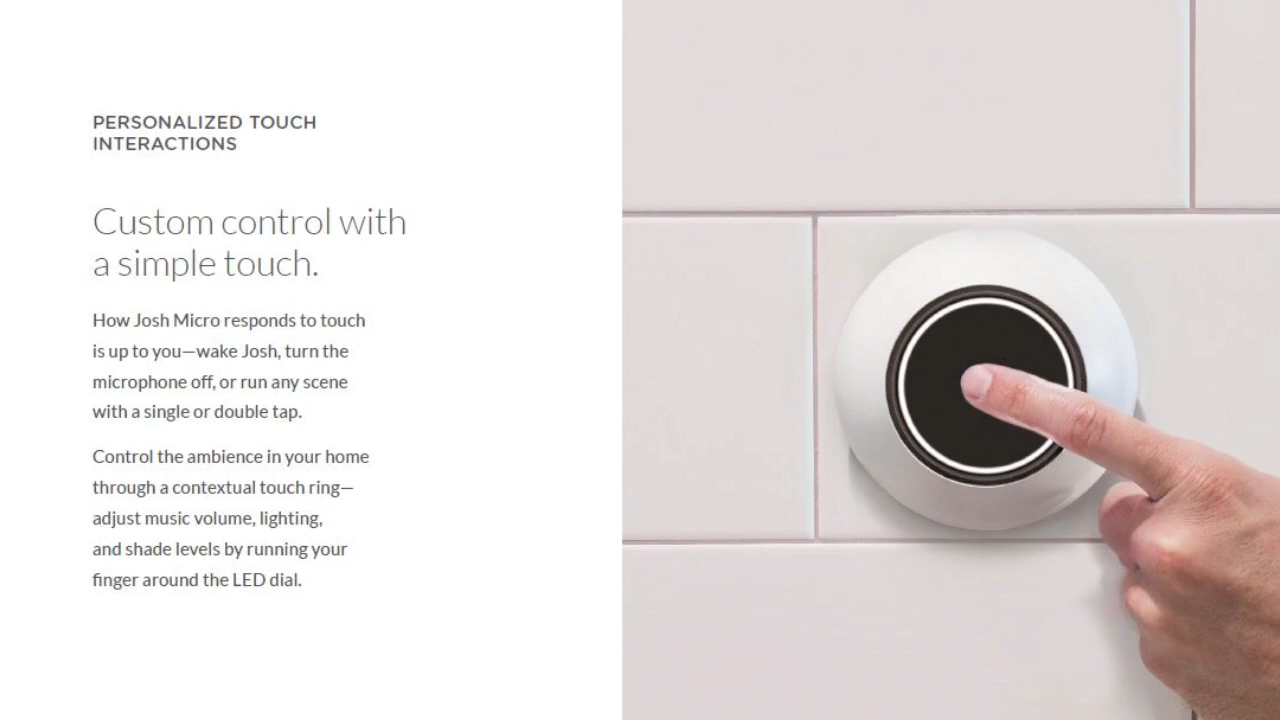 PERSONALIZED TOUCH
INTERACTIONS
Custom control with
a simple touch.
How Josh Micro responds to touch
is up to you—wake Josh, turn the
microphone off, or run any scene
with a single or double tap.
Control the ambience in your home
through a contextual touch ring—
adjust music volume, lighting,
and shade levels by running your
finger around the LED dial.